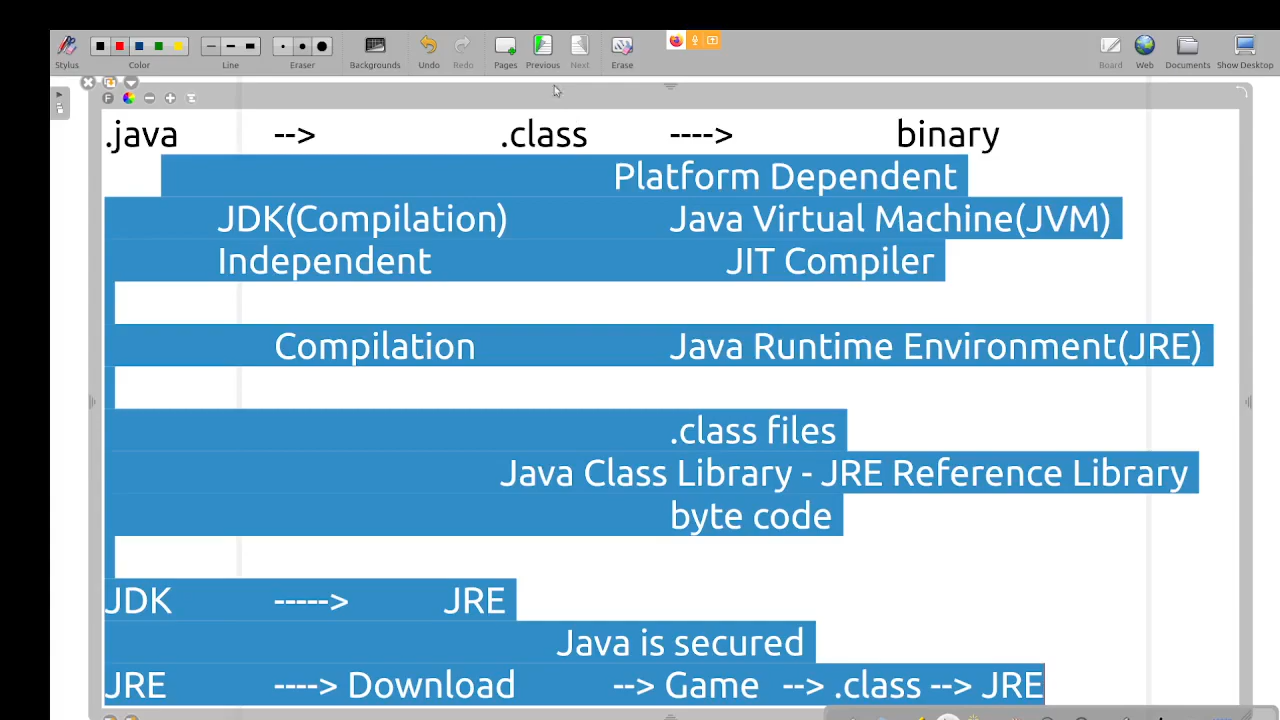 Stylus Color Line Eraser Backgrounds Undo Redo Pages Previous Next Erase Board Web Documents Show Desktop
F
.java --> .class ----> binary
Platform Dependent
JDK(Compilation) Java Virtual Machine(JVM)
Independent JIT Compiler
Compilation Java Runtime Environment(JRE)
.class files
Java Class Library - JRE Reference Library
byte code
JDK -----> JRE
Java is secured
JRE ----> Download --> Game --> .class --> JRE